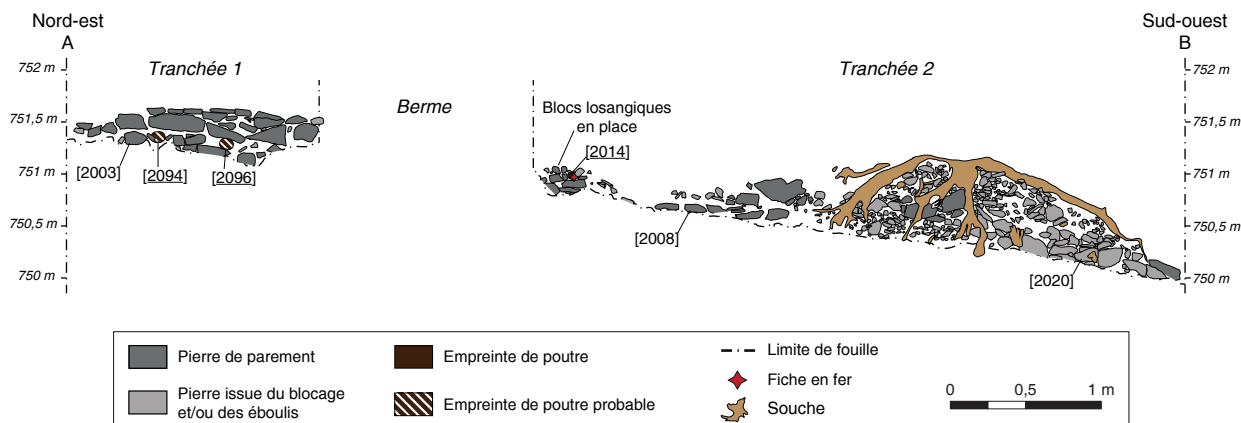 Nord-est
A
Sud-ouest
B
752 m
Tranchée 1
Tranchée 2
752 m
Berme
Blocs losangiques
en place
751,5 m
751,5 m
[2014]
[2003]
[2094]
[2096]
751 m
751 m
750,5 m
[2008]
750,5 m
750 m
[2020]
750 m
Pierre de parement
Pierre issue du blocage
et/ou des éboulis
Empreinte de poutre
Empreinte de poutre probable
Limite de fouille
Fiche en fer
Souche
0 0,5 1 m